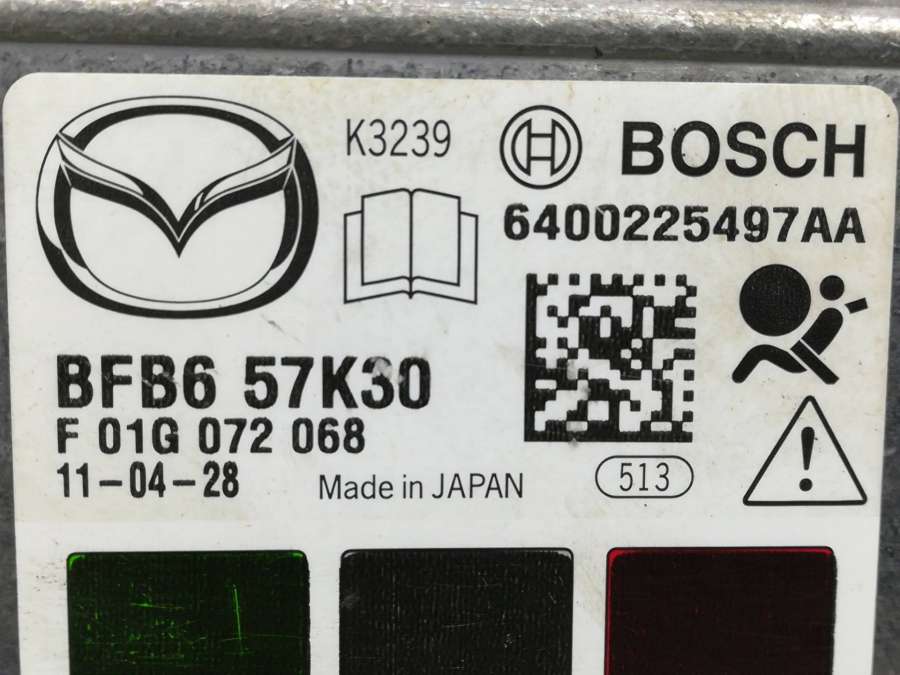 K3239
BOSCH
6400225497AA
BFB6 57K30
F 01G 072 068
11-04-28
Made in JAPAN
513